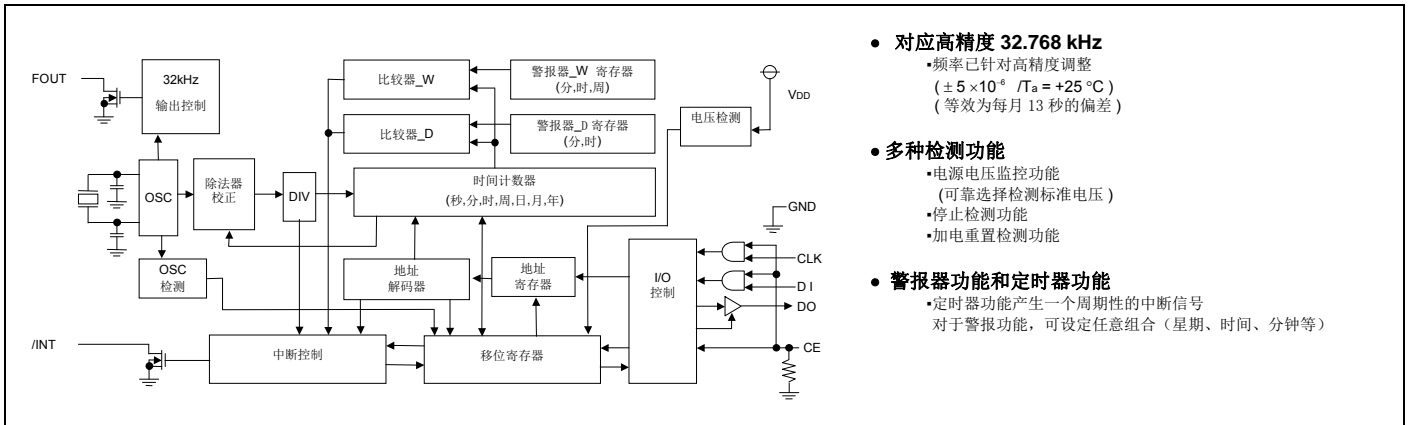 FOUT
32kHz
输出控制
比较器_W
警报器_W 寄存器
(分,时,周)
比较器_D
警报器_D 寄存器
(分,时)
电压检测
VDD
OSC
除法器
校正
DIV
时间计数器
(秒,分,时,周,日,月,年)
GND
OSC
检测
地址
解码器
地址
寄存器
I/O
控制
CLK
D I
DO
CE
/INT
中断控制
移位寄存器
● 对应高精度 32.768 kHz
▪频率已针对高精度调整
( ± 5 ×10⁻⁶ /Ta = +25 °C )
( 等效为每月 13 秒的偏差 )
● 多种检测功能
▪电源电压监控功能
(可靠选择检测标准电压 )
▪停止检测功能
▪加电重置检测功能
● 警报器功能和定时器功能
▪定时器功能产生一个周期性的中断信号
对于警报功能，可设定任意组合（星期、时间、分钟等）